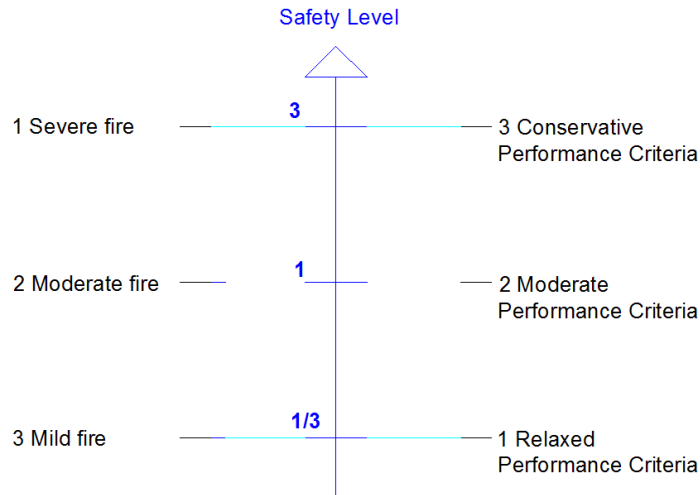 Safety Level
3
1 Severe fire
3 Conservative
Performance Criteria
1
2 Moderate fire
2 Moderate
Performance Criteria
1/3
3 Mild fire
1 Relaxed
Performance Criteria